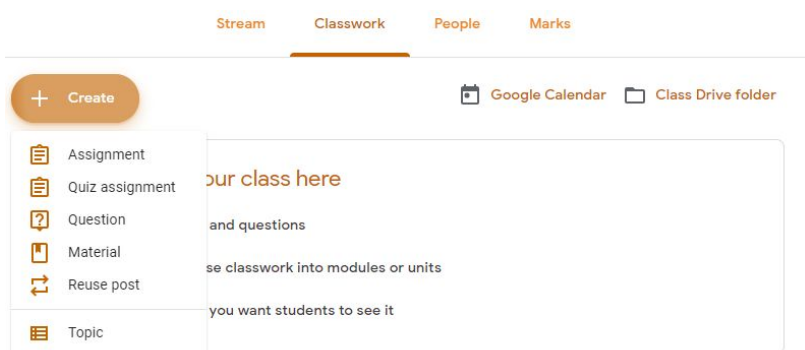 Stream Classwork People Marks
+ Create
Google Calendar Class Drive folder
Assignment
Quiz assignment
Question
Material
Reuse post
Topic
our class here
and questions
se classwork into modules or units
you want students to see it